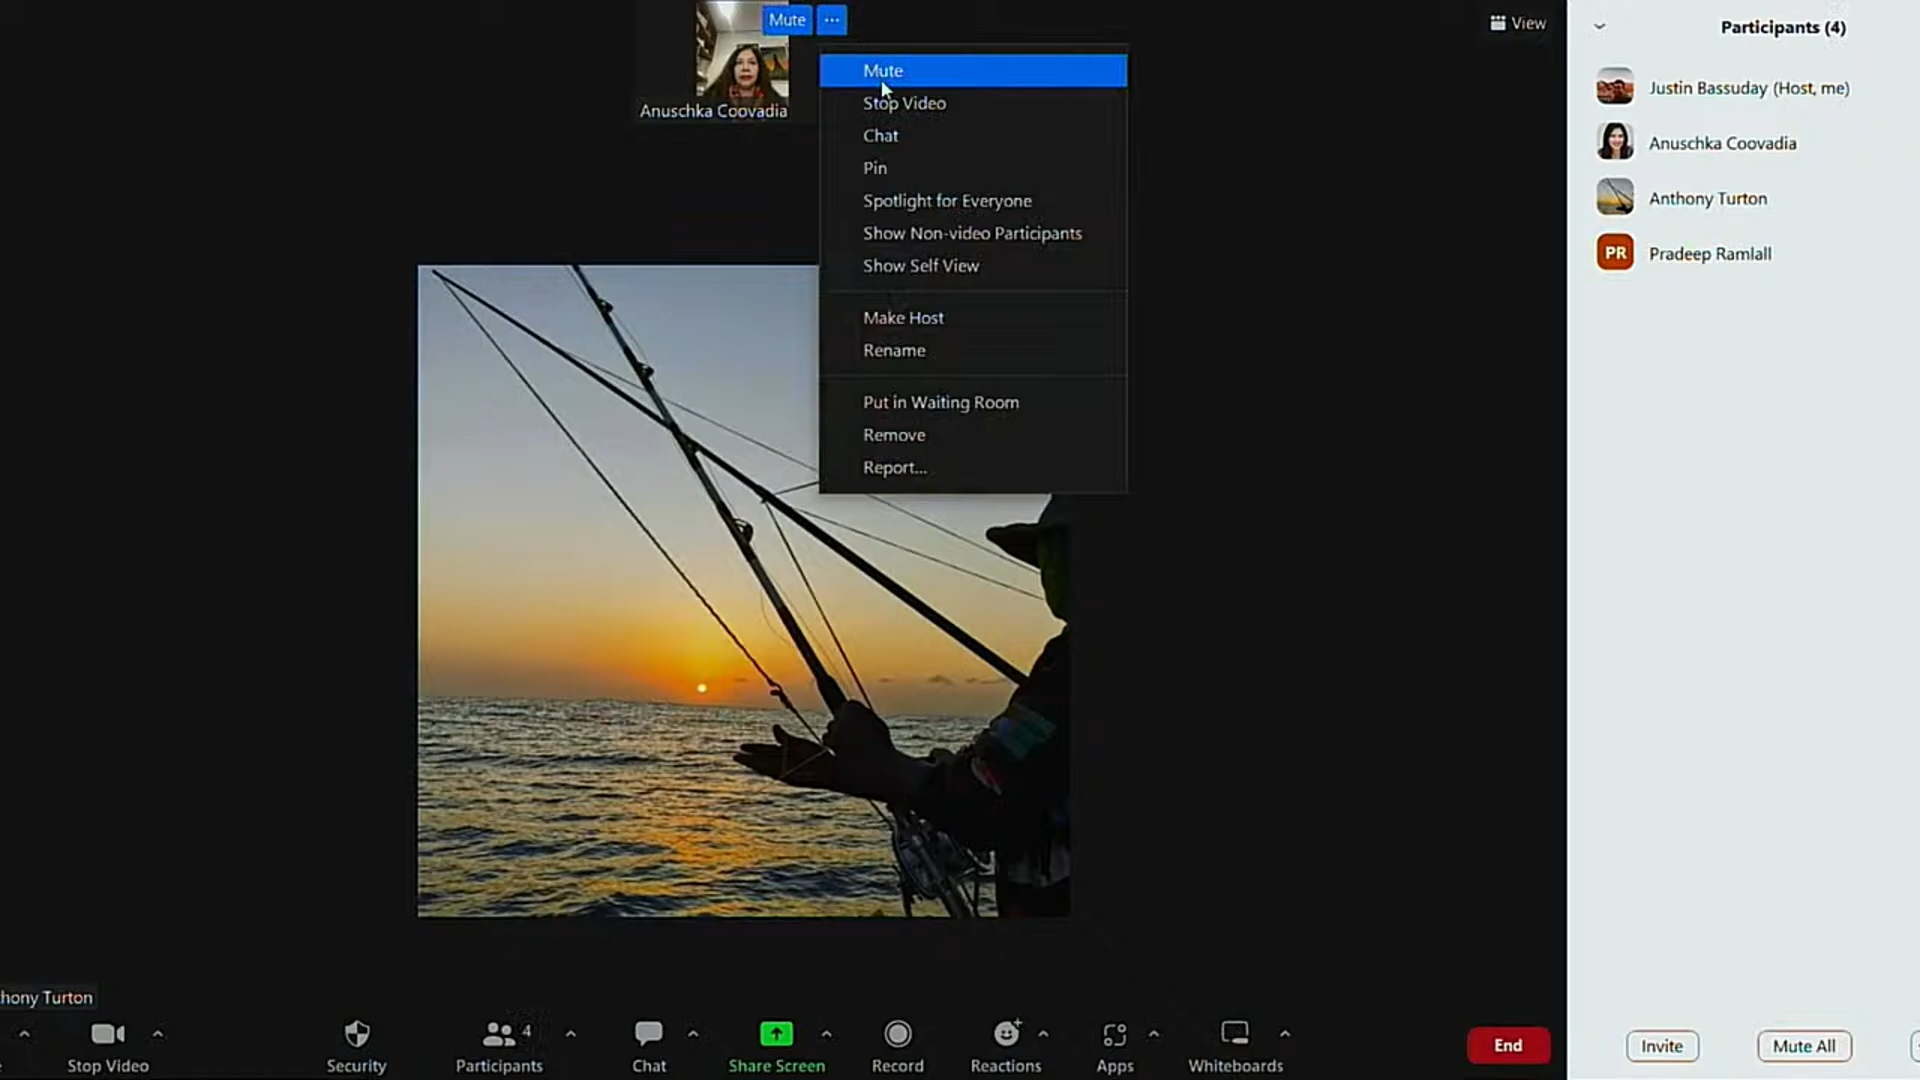 Mute ...
View
Anuschka Coovadia
Mute
Stop Video
Chat
Pin
Spotlight for Everyone
Show Non-video Participants
Show Self View
Make Host
Rename
Put in Waiting Room
Remove
Report...
Participants (4)
Justin Bassuday (Host, me)
Anuschka Coovadia
Anthony Turton
PR Pradeep Ramlall
hony Turton
Stop Video
Security
4
Participants
Chat
Share Screen
Record
Reactions
Apps
Whiteboards
End
Invite
Mute All